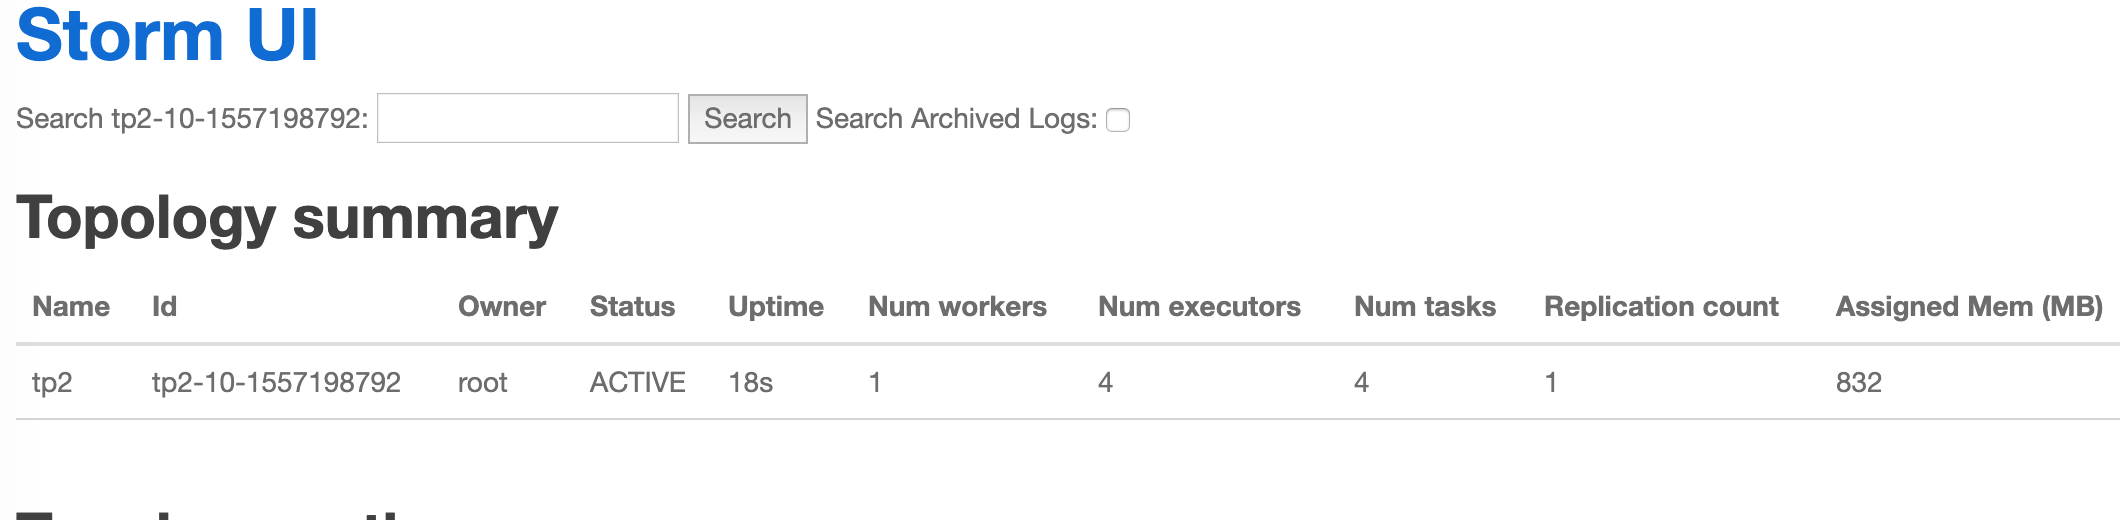 Storm UI
Search tp2-10-1557198792: Search Search Archived Logs:
Topology summary
Name Id Owner Status Uptime Num workers Num executors Num tasks Replication count Assigned Mem (MB)
tp2 tp2-10-1557198792 root ACTIVE 18s 1 4 4 1 832